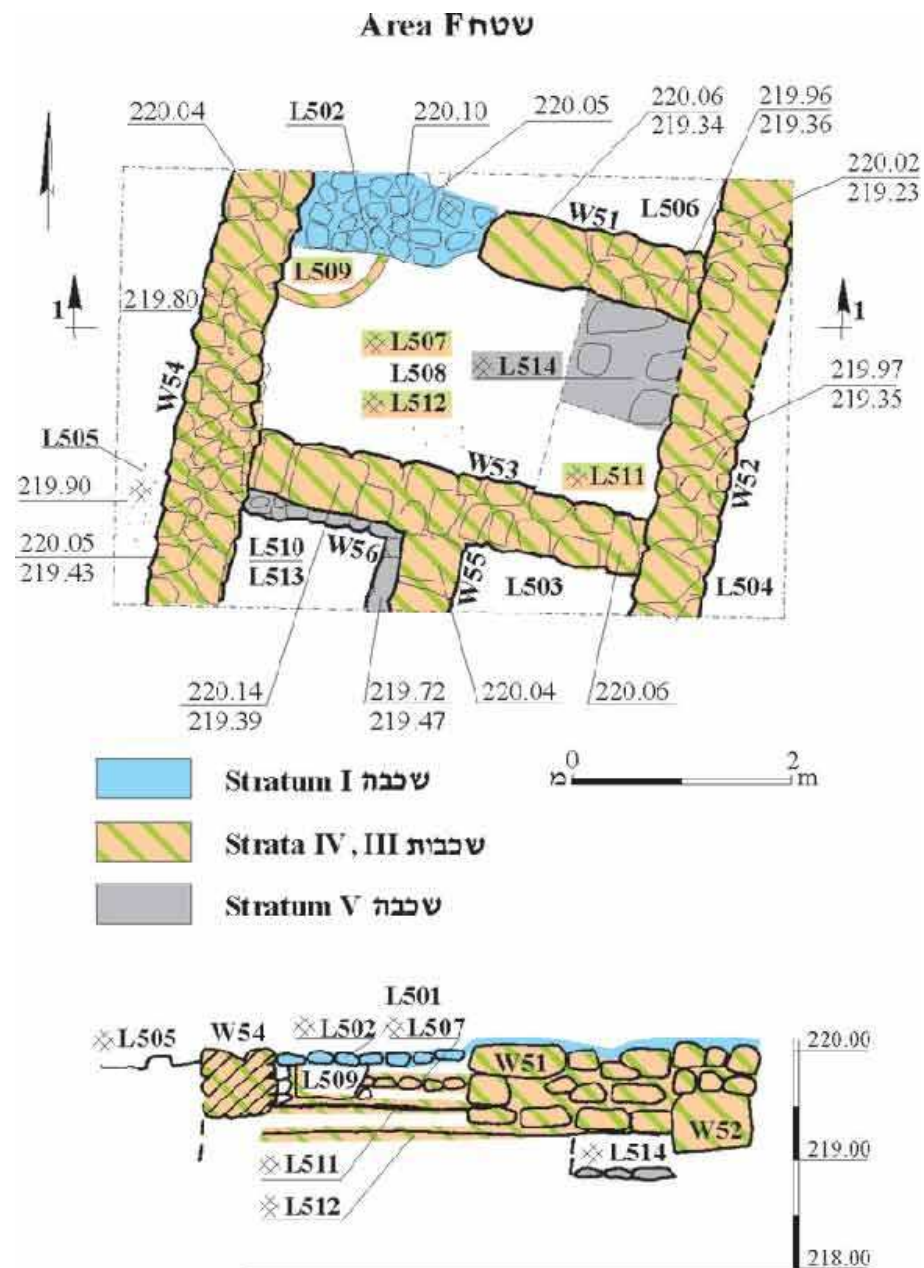 Area F שטח
220.04
L502
220.10
220.05
220.06
219.34
219.96
219.36
220.02
219.23
W51
L506
L509
1
219.80
1
L507
L508
L512
L514
219.97
219.35
W54
L505
219.90
W53
L511
W52
220.05
219.43
L510
L513
W56
W55
L503
L504
220.14
219.39
219.72
219.47
220.04
220.06
Stratum I שכבה
0 2
מ m
Strata IV, III שכבות
Stratum V שכבה
L501
L505
W54
L502
L507
220.00
L509
W51
W52
L511
L514
219.00
L512
218.00